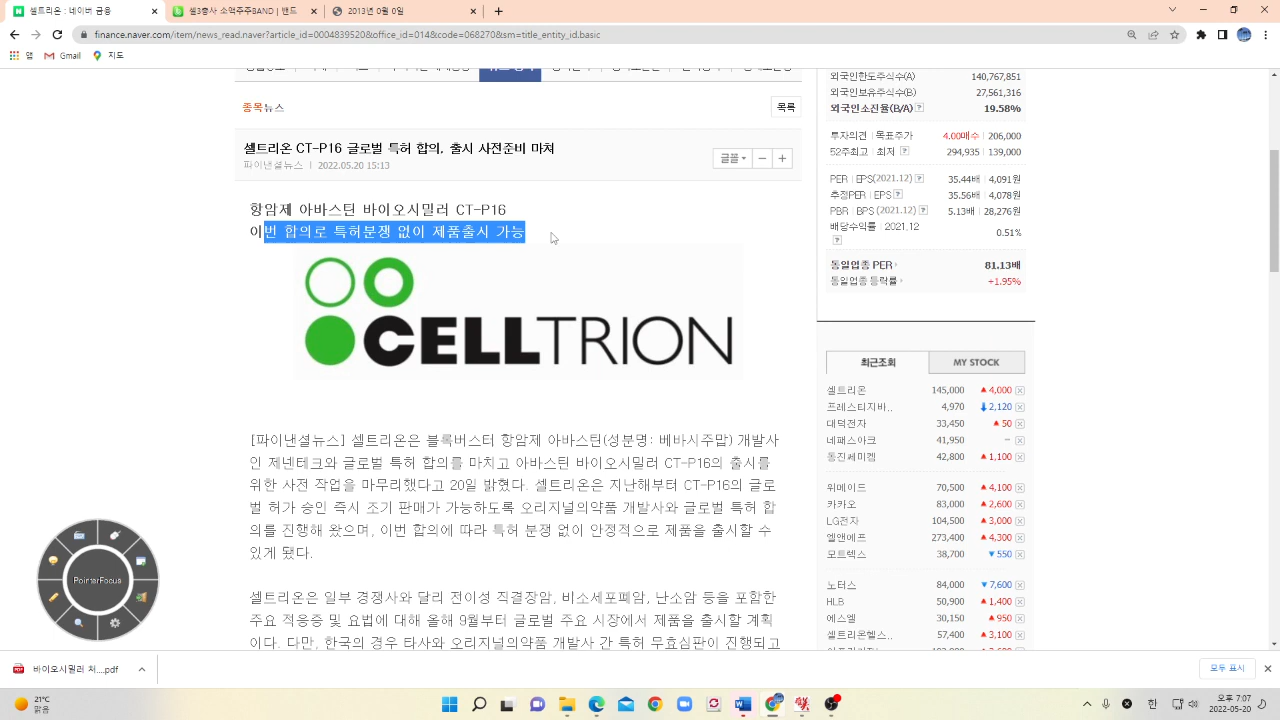 셀트리온 : 네이버 금융
셀3총사 소액주주BAND | 밴드
2013년 0월 0일
finance.naver.com/item/news_read.naver?article_id=0004839520&office_id=014&code=068270&sm=title_entity_id.basic
앱
Gmail
지도
종목뉴스
목록
셀트리온 CT-P16 글로벌 특허 합의, 출시 사전준비 마쳐
파이낸셜뉴스 | 2022.05.20 15:13
글꼴
항암제 아바스틴 바이오시밀러 CT-P16
이번 합의로 특허분쟁 없이 제품출시 가능
CELLTRION
[파이낸셜뉴스] 셀트리온은 블록버스터 항암제 아바스틴(성분명: 베바시주맙) 개발사
인 제넨테크와 글로벌 특허 합의를 마치고 아바스틴 바이오시밀러 CT-P16의 출시를
위한 사전 작업을 마무리했다고 20일 밝혔다. 셀트리온은 지난해부터 CT-P16의 글로
벌 허가 승인 즉시 조기 판매가 가능하도록 오리지널의약품 개발사와 글로벌 특허 합
의를 진행해 왔으며, 이번 합의에 따라 특허 분쟁 없이 안정적으로 제품을 출시할 수
있게 됐다.
셀트리온은 일부 경쟁사와 달리 전이성 직결장암, 비소세포폐암, 난소암 등을 포함한
주요 적응증 및 요법에 대해 올해 9월부터 글로벌 주요 시장에서 제품을 출시할 계획
이다. 다만, 한국의 경우 타사와 오리지널의약품 개발사 간 특허 무효심판이 진행되고
외국인한도주식수(A) 140,767,851
외국인보유주식수(B) 27,561,316
외국인소진율(B/A) ? 19.58%
투자의견 | 목표주가 4.00매수 | 206,000
52주최고 | 최저 ? 294,935 | 139,000
PER | EPS(2021.12) ? 35.44배 | 4,091원
추정PER | EPS ? 35.56배 | 4,078원
PBR | BPS (2021.12) ? 5.13배 | 28,276원
배당수익률 | 2021.12 ? 0.51%
동일업종 PER 81.13배
동일업종 등락률 +1.95%
최근조회 MY STOCK
셀트리온 145,000 ▲4,000
프레스티지바.. 4,970 ↓2,120
대덕전자 33,450 ▲50
네패스아크 41,950 –
동진쎄미켐 42,800 ▲1,100
위메이드 70,500 ▲4,100
카카오 83,000 ▲2,600
LG전자 104,500 ▲3,000
엘앤에프 273,400 ▲4,300
모트렉스 38,700 ▼550
노터스 84,000 ▼7,600
HLB 50,900 ▲1,400
에스엘 30,150 ▲950
셀트리온헬스.. 57,400 ▲3,100
PointerFocus
바이오시밀러 처....pdf
모두 표시
21℃
맑음
한
오후 7:07
2022-05-20